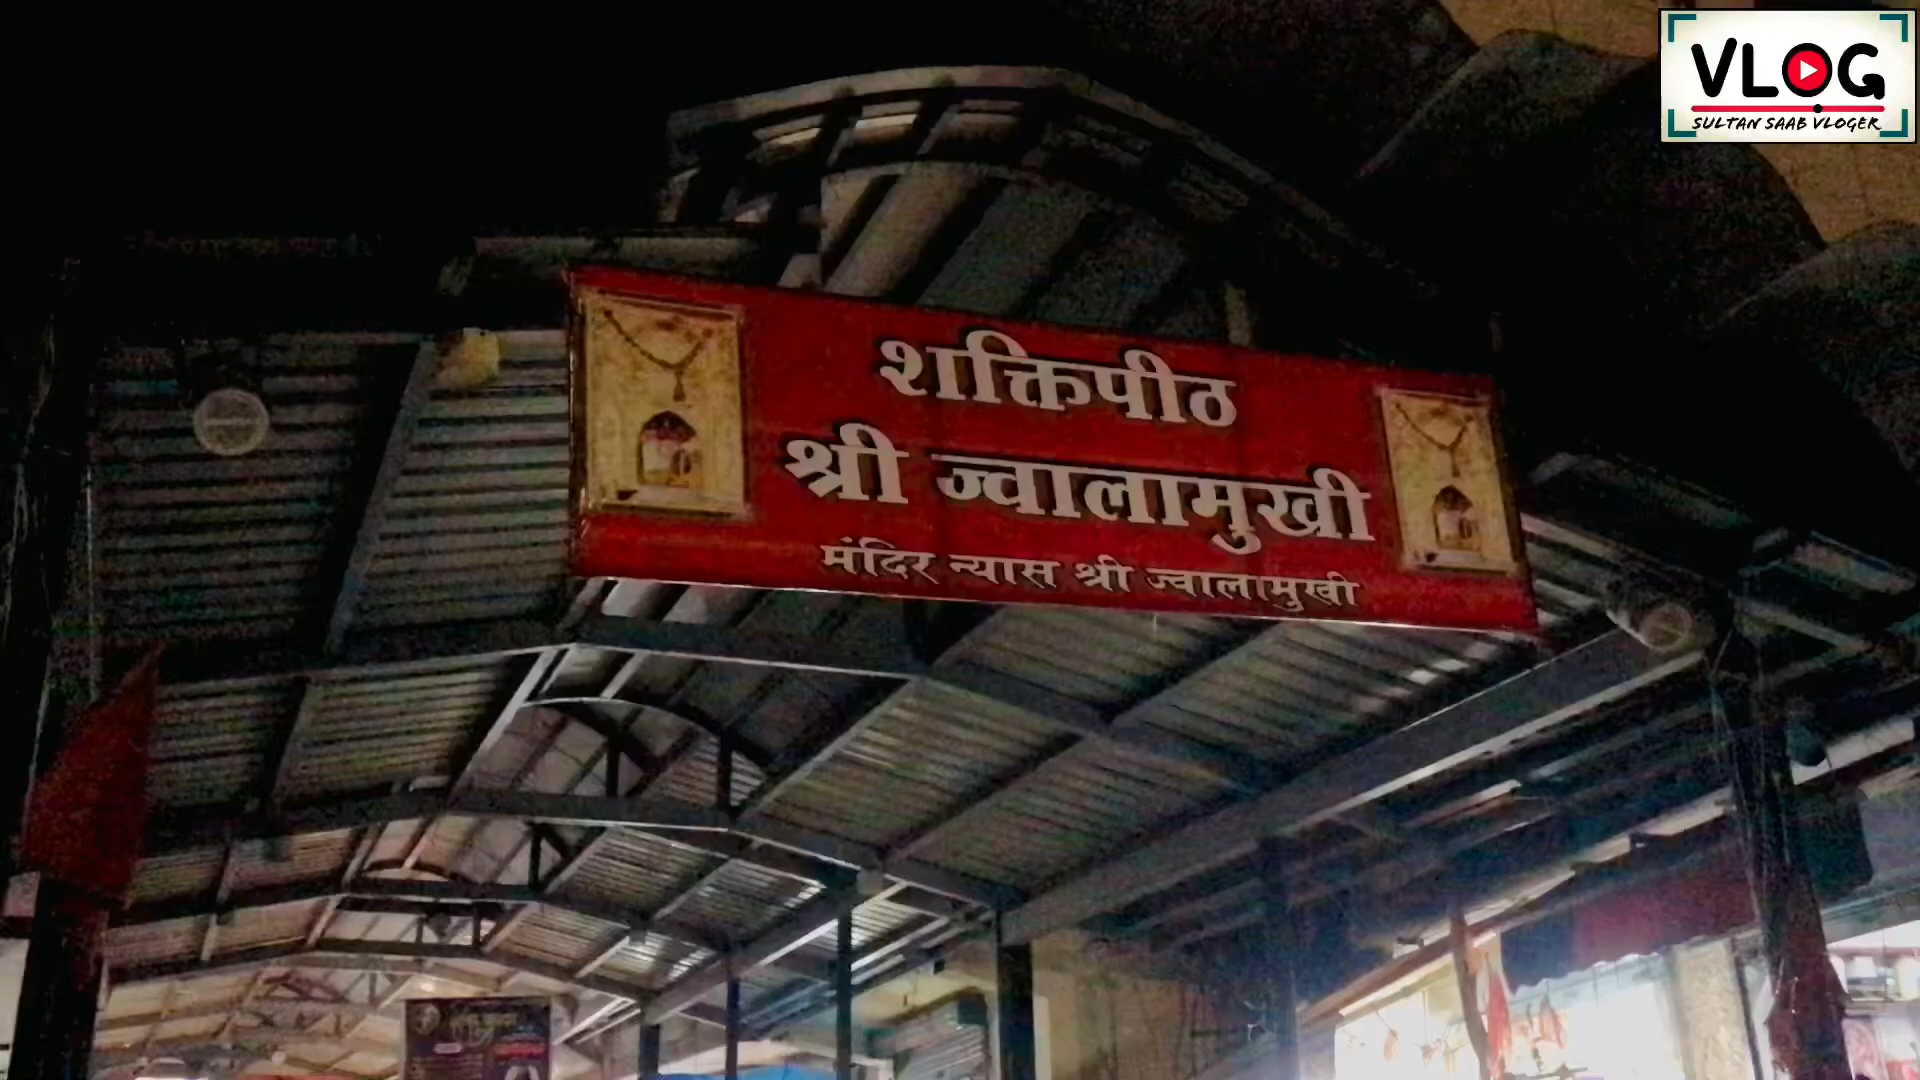 VLOG
SULTAN SAAB VLOGER
शक्तिपीठ
श्री ज्वालामुखी
मंदिर न्यास श्री ज्वालामुखी